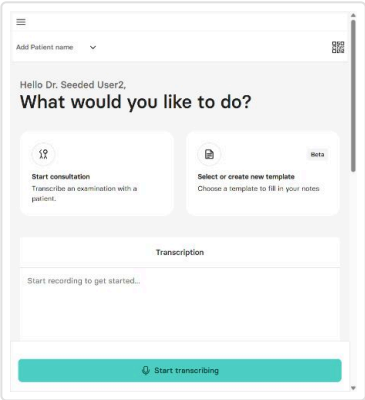 Add Patient name
Hello Dr. Seeded User2,
What would you like to do?
Start consultation
Transcribe an examination with a
patient.
Beta
Select or create new template
Choose a template to fill in your notes
Transcription
Start recording to get started...
Start transcribing